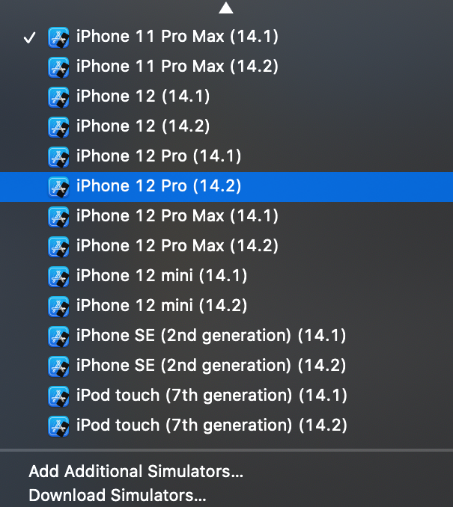 iPhone 11 Pro Max (14.1)
iPhone 11 Pro Max (14.2)
iPhone 12 (14.1)
iPhone 12 (14.2)
iPhone 12 Pro (14.1)
iPhone 12 Pro (14.2)
iPhone 12 Pro Max (14.1)
iPhone 12 Pro Max (14.2)
iPhone 12 mini (14.1)
iPhone 12 mini (14.2)
iPhone SE (2nd generation) (14.1)
iPhone SE (2nd generation) (14.2)
iPod touch (7th generation) (14.1)
iPod touch (7th generation) (14.2)
Add Additional Simulators...
Download Simulators...